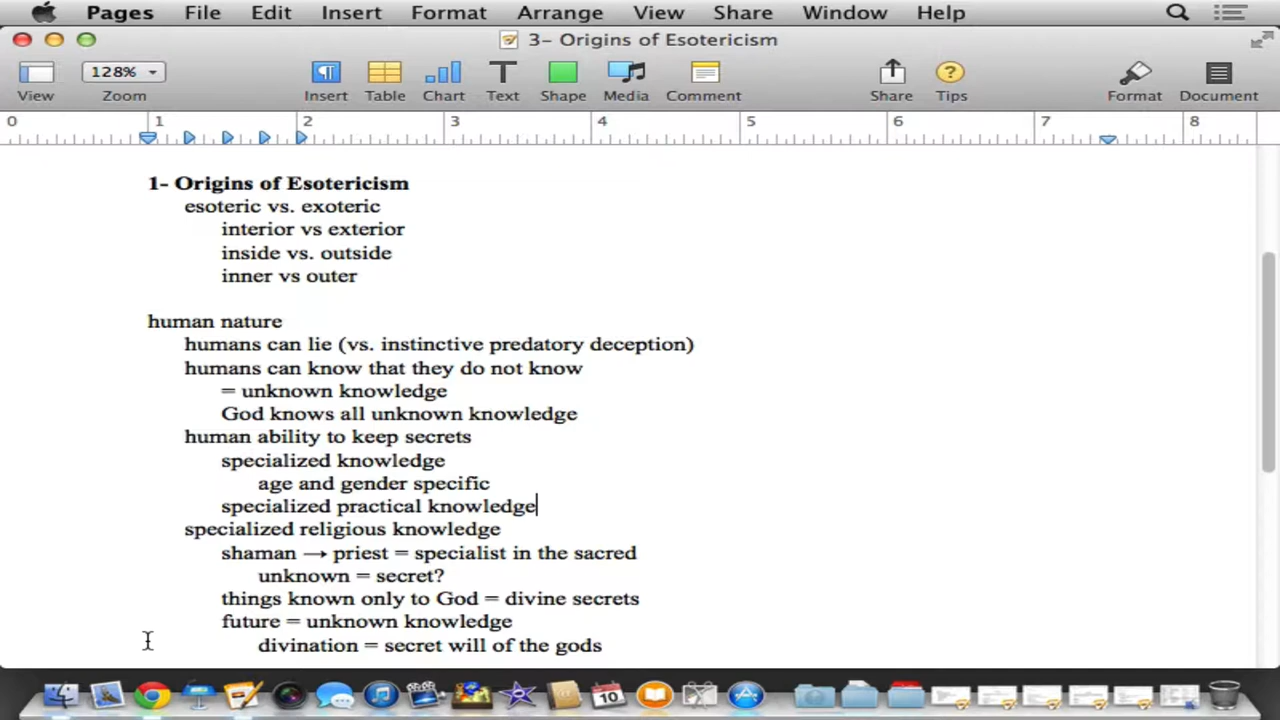 Pages File Edit Insert Format Arrange View Share Window Help
3- Origins of Esotericism
128%
View Zoom Insert Table Chart Text Shape Media Comment Share Tips Format Document
0 1 2 3 4 5 6 7 8
1- Origins of Esotericism
esoteric vs. exoteric
interior vs exterior
inside vs. outside
inner vs outer
human nature
humans can lie (vs. instinctive predatory deception)
humans can know that they do not know
= unknown knowledge
God knows all unknown knowledge
human ability to keep secrets
specialized knowledge
age and gender specific
specialized practical knowledge
specialized religious knowledge
shaman → priest = specialist in the sacred
unknown = secret?
things known only to God = divine secrets
future = unknown knowledge
divination = secret will of the gods
10